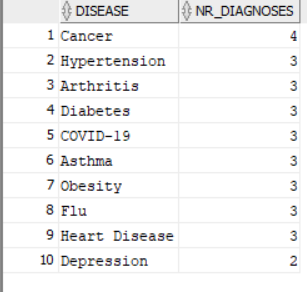 DISEASE NR_DIAGNOSES
1 Cancer 4
2 Hypertension 3
3 Arthritis 3
4 Diabetes 3
5 COVID-19 3
6 Asthma 3
7 Obesity 3
8 Flu 3
9 Heart Disease 3
10 Depression 2